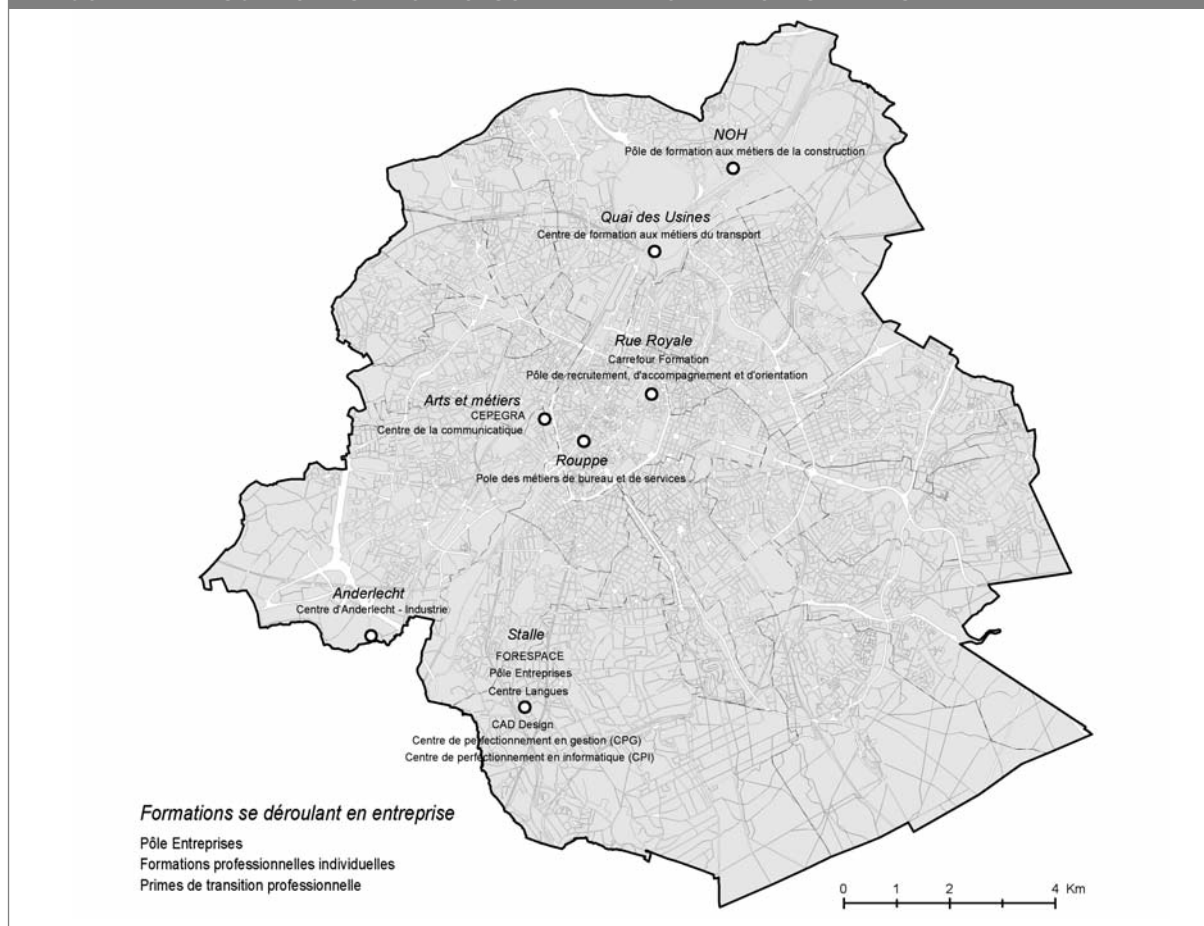 NOH
Pôle de formation aux métiers de la construction
Quai des Usines
Centre de formation aux métiers du transport
Rue Royale
Carrefour Formation
Pôle de recrutement, d'accompagnement et d'orientation
Arts et métiers
CEPEGRA
Centre de la communicatique
Rouppe
Pole des métiers de bureau et de services
Anderlecht
Centre d'Anderlecht - Industrie
Stalle
FORESPACE
Pôle Entreprises
Centre Langues
CAD Design
Centre de perfectionnement en gestion (CPG)
Centre de perfectionnement en informatique (CPI)
Formations se déroulant en entreprise
Pôle Entreprises
Formations professionnelles individuelles
Primes de transition professionnelle
0 1 2 4 Km